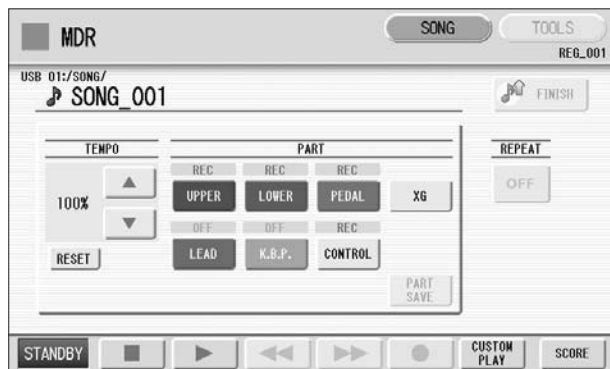 MDR
SONG
TOOLS
REG_001
USB 01:/SONG/
SONG_001
FINISH
TEMPO
PART
REPEAT
REC REC REC
100% UPPER LOWER PEDAL XG
OFF
OFF OFF REC
RESET LEAD K.B.P. CONTROL
PART
SAVE
STANDBY
CUSTOM
PLAY
SCORE